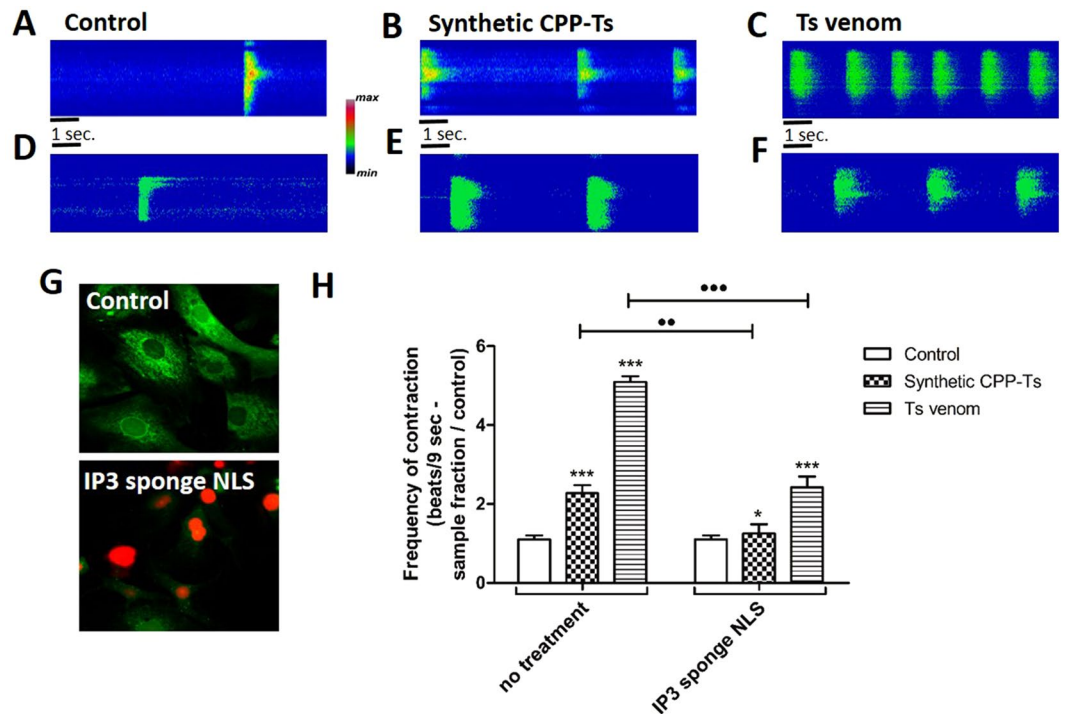 A Control
B Synthetic CPP-Ts
C Ts venom
max
min
1 sec.
1 sec.
1 sec.
D
E
F
G
Control
IP3 sponge NLS
H
•••
••
Frequency of contraction
(beats/9 sec -
sample fraction / control)
6
4
2
0
***
***
*
***
no treatment
IP3 sponge NLS
Control
Synthetic CPP-Ts
Ts venom